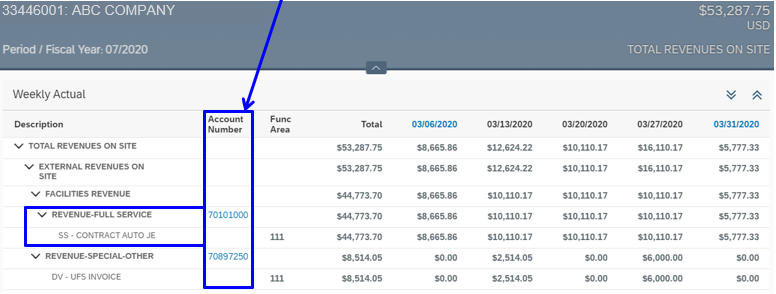 33446001: ABC COMPANY $53,287.75
USD
Period / Fiscal Year: 07/2020 TOTAL REVENUES ON SITE
Weekly Actual
Description Account Number Func Area Total 03/06/2020 03/13/2020 03/20/2020 03/27/2020 03/31/2020
TOTAL REVENUES ON SITE $53,287.75 $8,665.86 $12,624.22 $10,110.17 $16,110.17 $5,777.33
EXTERNAL REVENUES ON SITE $53,287.75 $8,665.86 $12,624.22 $10,110.17 $16,110.17 $5,777.33
FACILITIES REVENUE $44,773.70 $8,665.86 $10,110.17 $10,110.17 $10,110.17 $5,777.33
REVENUE-FULL SERVICE 70101000 $44,773.70 $8,665.86 $10,110.17 $10,110.17 $10,110.17 $5,777.33
SS - CONTRACT AUTO JE 111 $44,773.70 $8,665.86 $10,110.17 $10,110.17 $10,110.17 $5,777.33
REVENUE-SPECIAL-OTHER 70897250 $8,514.05 $0.00 $2,514.05 $0.00 $6,000.00 $0.00
DV - UFS INVOICE 111 $8,514.05 $0.00 $2,514.05 $0.00 $6,000.00 $0.00